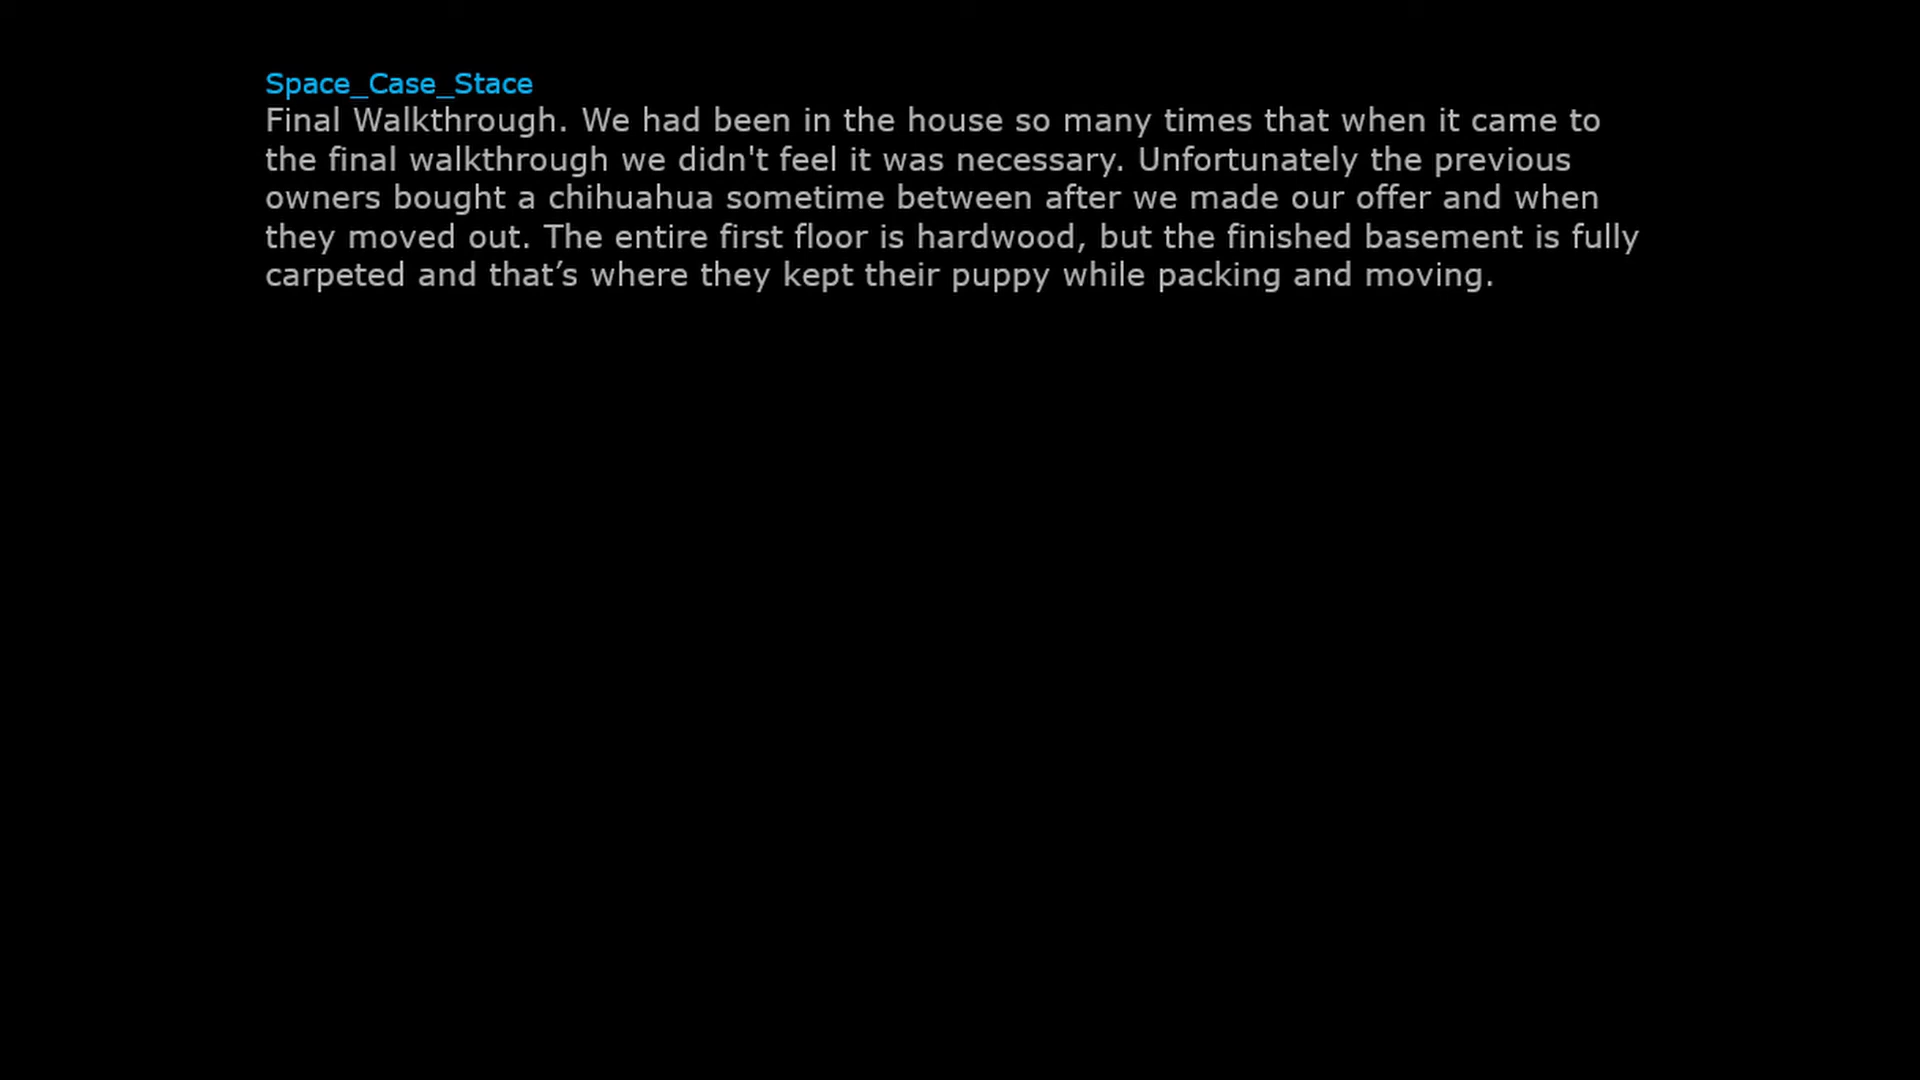 Space_Case_Stace
Final Walkthrough. We had been in the house so many times that when it came to
the final walkthrough we didn't feel it was necessary. Unfortunately the previous
owners bought a chihuahua sometime between after we made our offer and when
they moved out. The entire first floor is hardwood, but the finished basement is fully
carpeted and that’s where they kept their puppy while packing and moving.